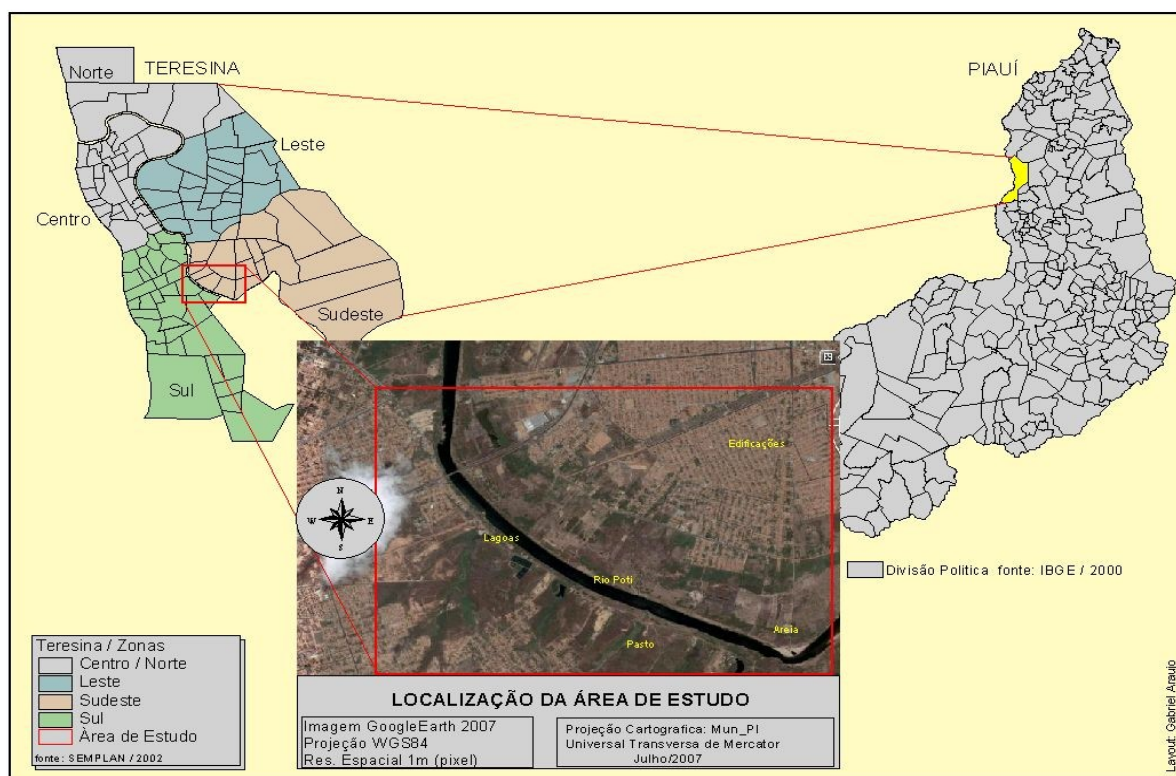 Norte
TERESINA
PIAUÍ
Leste
Centro
Sudeste
Sul
Edificações
N
W E
S
Lagoas
Rio Poti
Pasto
Areia
Divisão Politica fonte: IBGE / 2000
Teresina / Zonas
Centro / Norte
Leste
Sudeste
Sul
Àrea de Estudo
fonte: SEMPLAN / 2002
LOCALIZAÇÃO DA ÁREA DE ESTUDO
Imagem GoogleEarth 2007
Projeção WGS84
Res. Espacial 1m (pixel)
Projeção Cartografica: Mun_PI
Universal Transversa de Mercator
Julho/2007
Layout: Gabriel Araujo